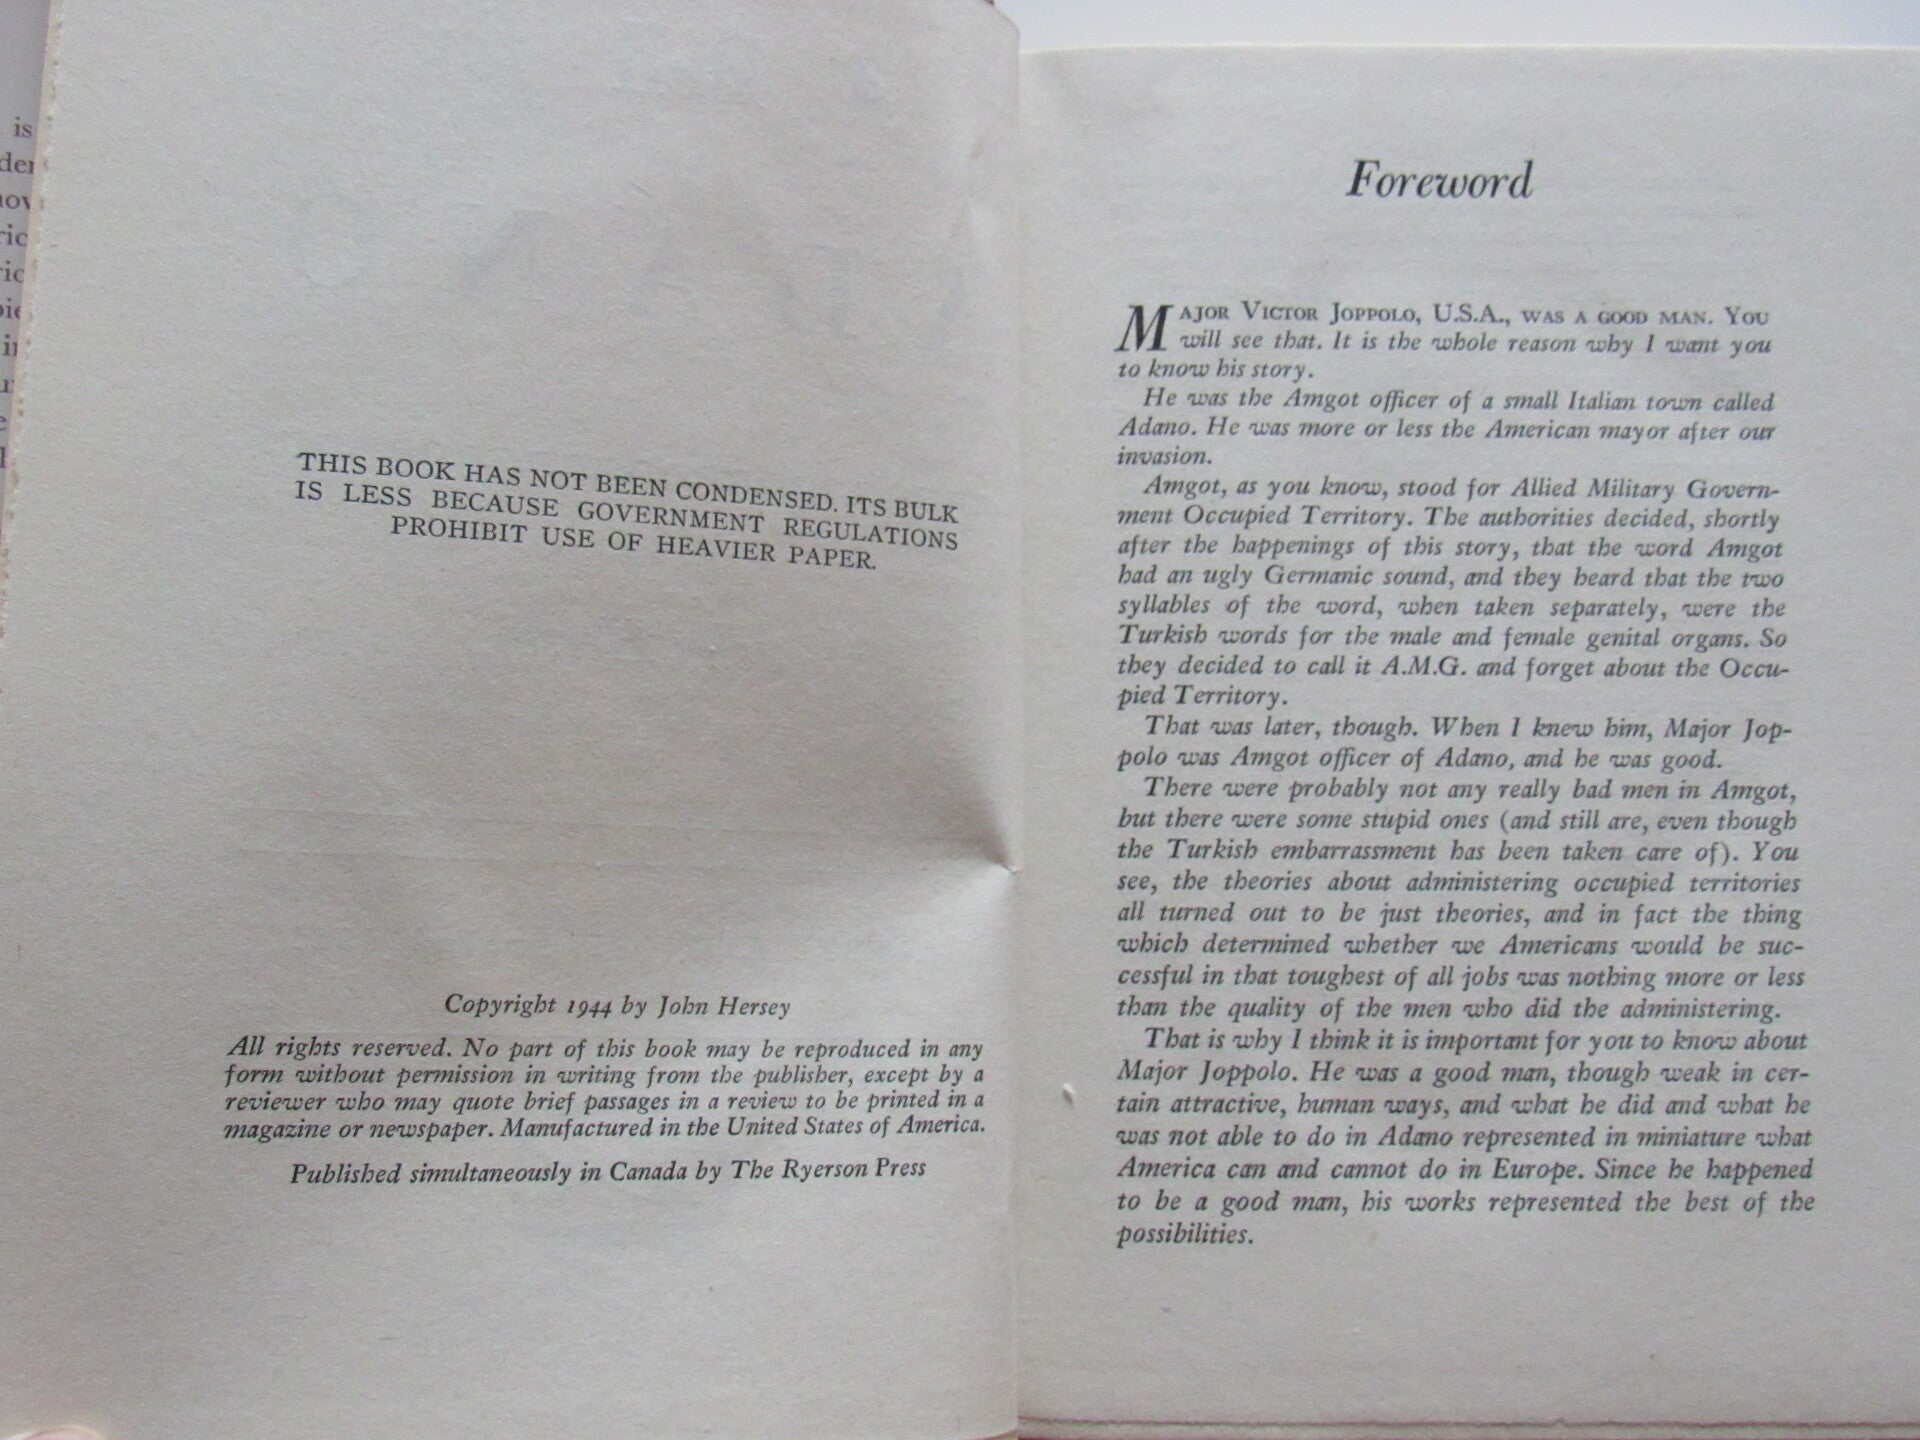 is
THIS BOOK HAS NOT BEEN CONDENSED. ITS BULK
IS LESS BECAUSE GOVERNMENT REGULATIONS
PROHIBIT USE OF HEAVIER PAPER.
Copyright 1944 by John Hersey
All rights reserved. No part of this book may be reproduced in any
form without permission in writing from the publisher, except by a
reviewer who may quote brief passages in a review to be printed in a
magazine or newspaper. Manufactured in the United States of America.
Published simultaneously in Canada by The Ryerson Press
Foreword
MAJOR VICTOR JOPPOLO, U.S.A., WAS A GOOD MAN. YOU
will see that. It is the whole reason why I want you
to know his story.
He was the Amgot officer of a small Italian town called
Adano. He was more or less the American mayor after our
invasion.
Amgot, as you know, stood for Allied Military Govern-
ment Occupied Territory. The authorities decided, shortly
after the happenings of this story, that the word Amgot
had an ugly Germanic sound, and they heard that the two
syllables of the word, when taken separately, were the
Turkish words for the male and female genital organs. So
they decided to call it A.M.G. and forget about the Occu-
pied Territory.
That was later, though. When I knew him, Major Jop-
polo was Amgot officer of Adano, and he was good.
There were probably not any really bad men in Amgot,
but there were some stupid ones (and still are, even though
the Turkish embarrassment has been taken care of). You
see, the theories about administering occupied territories
all turned out to be just theories, and in fact the thing
which determined whether we Americans would be suc-
cessful in that toughest of all jobs was nothing more or less
than the quality of the men who did the administering.
That is why I think it is important for you to know about
Major Joppolo. He was a good man, though weak in cer-
tain attractive, human ways, and what he did and what he
was not able to do in Adano represented in miniature what
America can and cannot do in Europe. Since he happened
to be a good man, his works represented the best of the
possibilities.